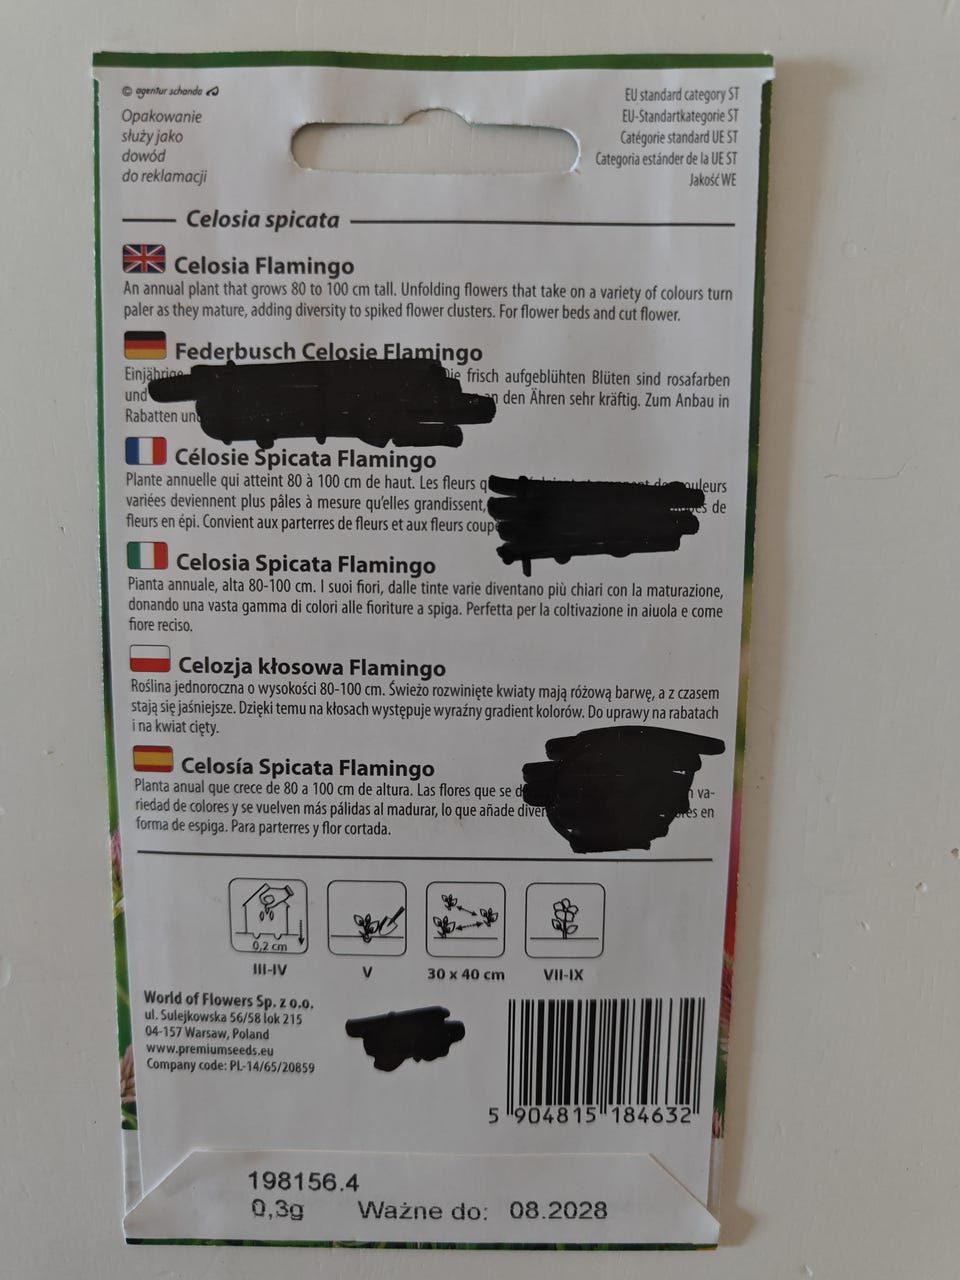 © agentur schanda
Opakowanie
służy jako
dowód
do reklamacji
EU standard category ST
EU-Standartkategorie ST
Catégorie standard UE ST
Categoria estánder de la UE ST
Jakość WE
Celosia spicata
Celosia Flamingo
An annual plant that grows 80 to 100 cm tall. Unfolding flowers that take on a variety of colours turn
paler as they mature, adding diversity to spiked flower clusters. For flower beds and cut flower.
Federbusch Celosie Flamingo
Einjährige Die frisch aufgeblühten Blüten sind rosafarben
und an den Ähren sehr kräftig. Zum Anbau in
Rabatten und
Célosie Spicata Flamingo
Plante annuelle qui atteint 80 à 100 cm de haut. Les fleurs
variées deviennent plus pâles à mesure qu'elles grandissent, de
fleurs en épi. Convient aux parterres de fleurs et aux fleurs
Celosia Spicata Flamingo
Pianta annuale, alta 80-100 cm. I suoi fiori, dalle tinte varie diventano più chiari con la maturazione,
donando una vasta gamma di colori alle fioriture a spiga. Perfetta per la coltivazione in aiuola e come
fiore reciso.
Celozja kłosowa Flamingo
Roślina jednoroczna o wysokości 80-100 cm. Świeżo rozwinięte kwiaty mają różową barwę, a z czasem
stają się jaśniejsze. Dzięki temu na kłosach występuje wyraźny gradient kolorów. Do uprawy na rabatach
i na kwiat cięty.
Celosía Spicata Flamingo
Planta anual que crece de 80 a 100 cm de altura. Las flores que se va-
riedad de colores y se vuelven más pálidas al madurar, lo que añade en
forma de espiga. Para parterres y flor cortada.
0,2 cm
III-IV
V
30 x 40 cm
VII-IX
World of Flowers Sp. z o.o.
ul. Sulejkowska 56/58 lok 215
04-157 Warsaw, Poland
www.premiumseeds.eu
Company code: PL-14/65/20859
5 904815 184632
198156.4
0,3g Ważne do: 08.2028